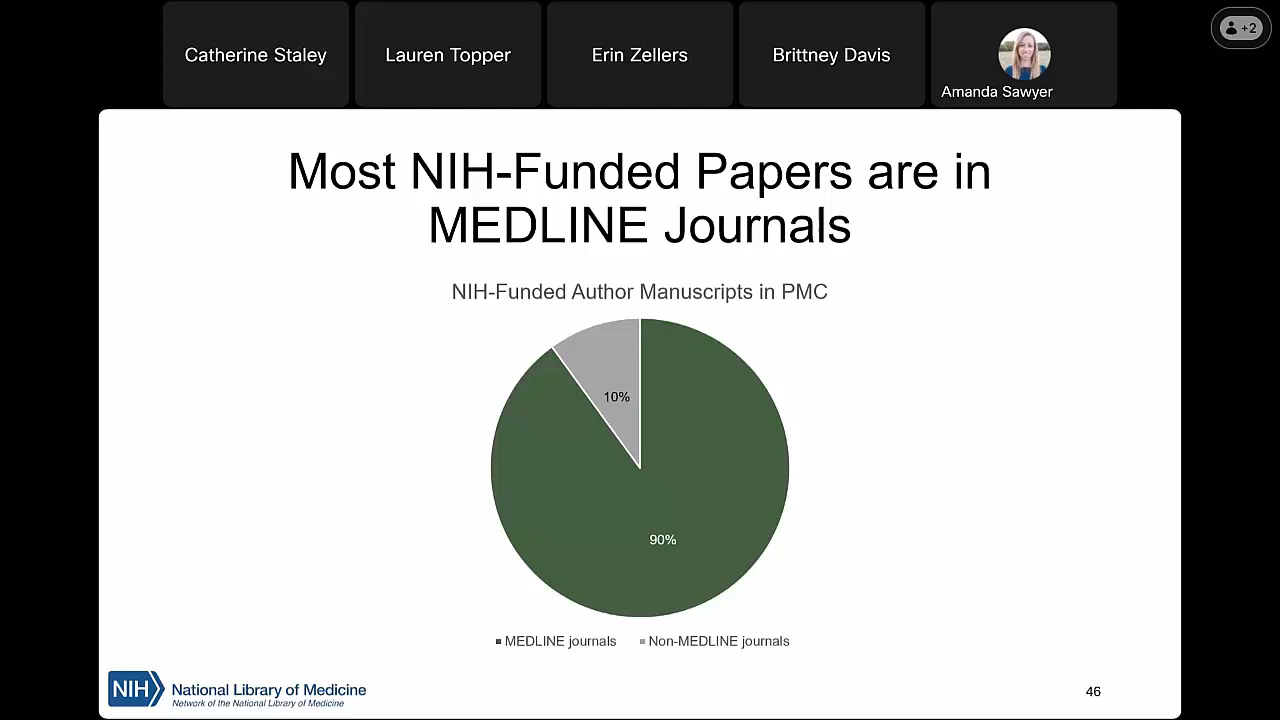 Catherine Staley
Lauren Topper
Erin Zellers
Brittney Davis
Amanda Sawyer
+2
Most NIH-Funded Papers are in
MEDLINE Journals
NIH-Funded Author Manuscripts in PMC
10%
90%
MEDLINE journals
Non-MEDLINE journals
NIH National Library of Medicine
Network of the National Library of Medicine
46